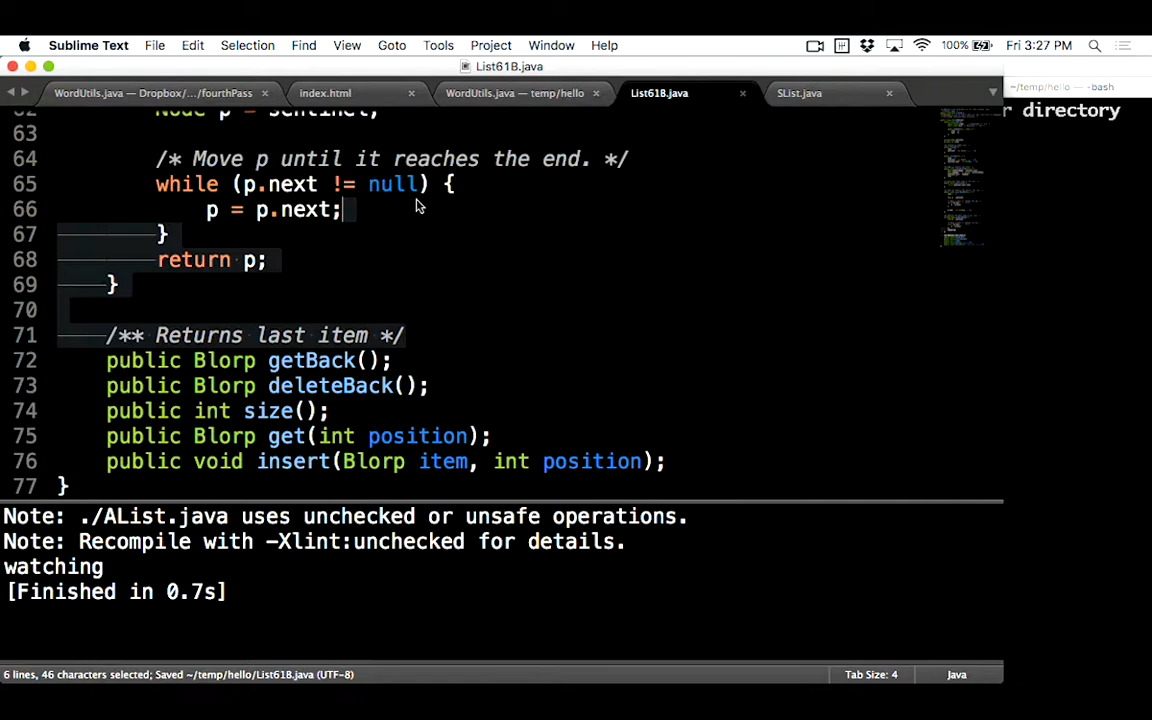 Sublime Text File Edit Selection Find View Goto Tools Project Window Help 100% Fri 3:27 PM
List61B.java
WordUtils.java — Dropbox/.../fourthPass × index.html × WordUtils.java — temp/hello × List61B.java × SList.java ×
~/temp/hello — -bash
r directory
62 Node p = sentinel;
63
64 /* Move p until it reaches the end. */
65 while (p.next != null) {
66 p = p.next;
67 }
68 return p;
69 }
70
71 /** Returns last item */
72 public Blorp getBack();
73 public Blorp deleteBack();
74 public int size();
75 public Blorp get(int position);
76 public void insert(Blorp item, int position);
77 }
Note: ./AList.java uses unchecked or unsafe operations.
Note: Recompile with -Xlint:unchecked for details.
watching
[Finished in 0.7s]
6 lines, 46 characters selected; Saved ~/temp/hello/List61B.java (UTF-8) Tab Size: 4 Java